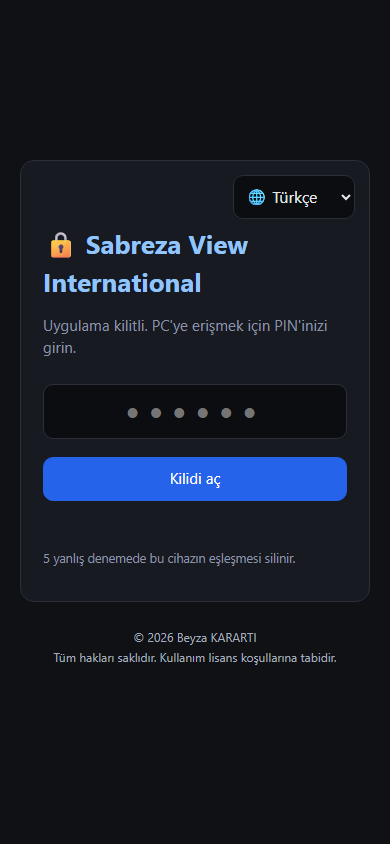 Türkçe
Sabreza View
International
Uygulama kilitli. PC'ye erişmek için PIN'inizi
girin.
Kilidi aç
5 yanlış denemede bu cihazın eşleşmesi silinir.
© 2026 Beyza KARARTI
Tüm hakları saklıdır. Kullanım lisans koşullarına tabidir.